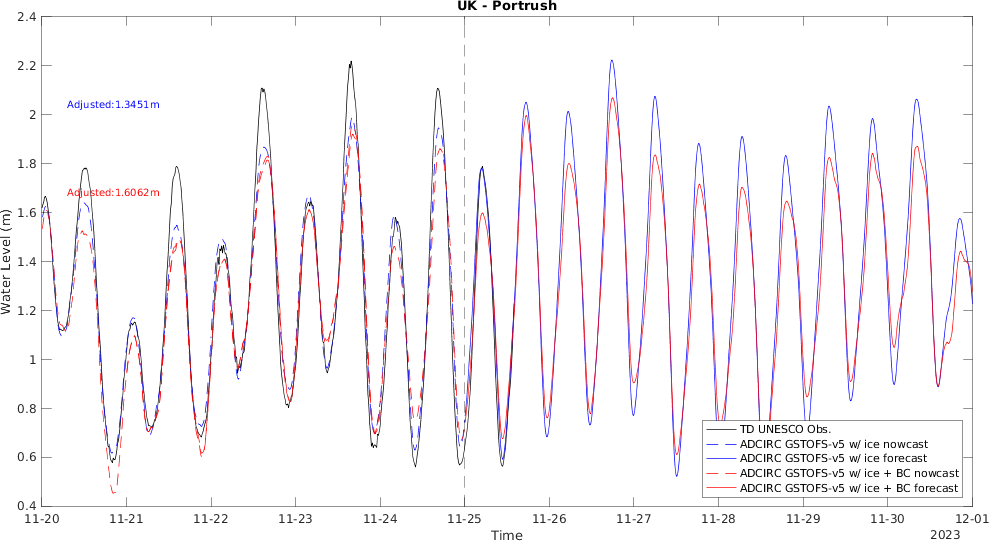 UK - Portrush
2.4
2.2
2
1.8
1.6
1.4
1.2
1
0.8
0.6
0.4
Water Level (m)
Adjusted:1.3451m
Adjusted:1.6062m
TD UNESCO Obs.
ADCIRC GSTOFS-v5 w/ ice nowcast
ADCIRC GSTOFS-v5 w/ ice forecast
ADCIRC GSTOFS-v5 w/ ice + BC nowcast
ADCIRC GSTOFS-v5 w/ ice + BC forecast
11-20 11-21 11-22 11-23 11-24 11-25 11-26 11-27 11-28 11-29 11-30 12-01
Time
2023